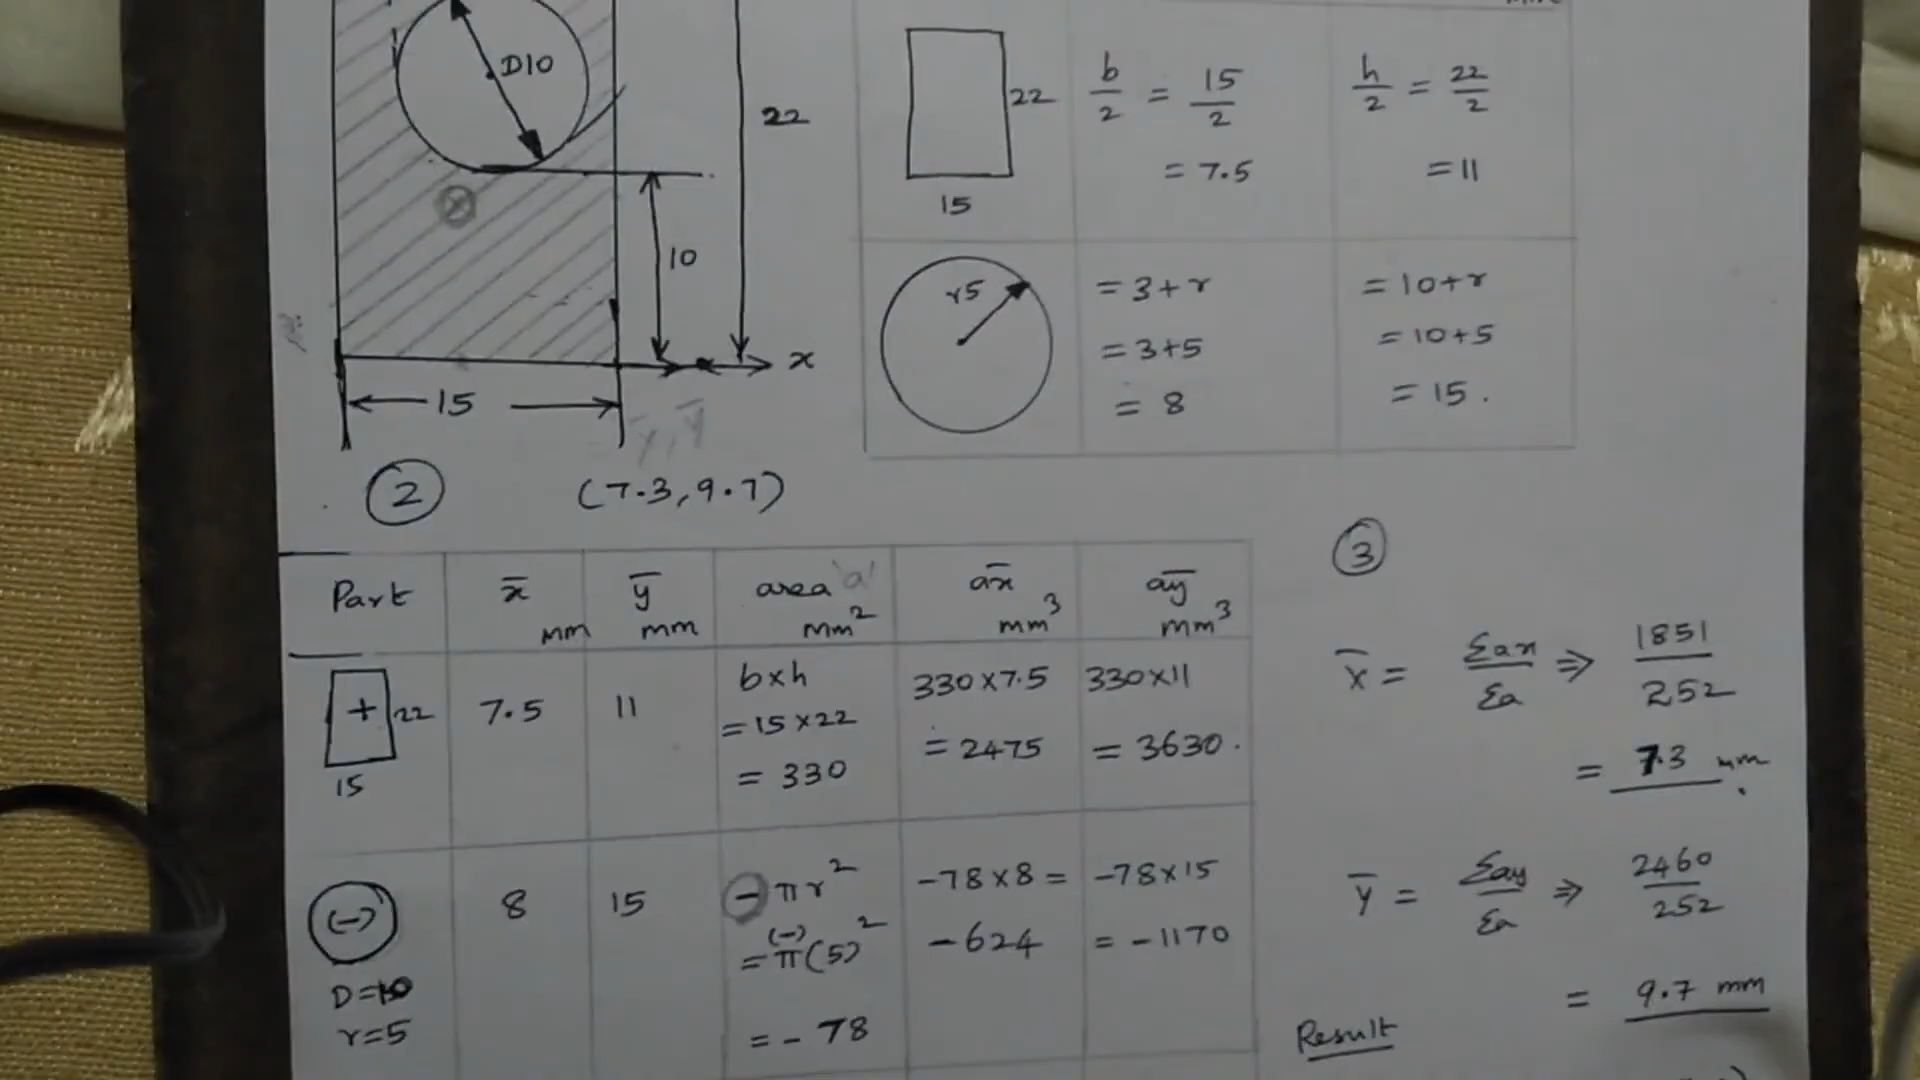 D10
22
10
x
15
2
(7.3, 9.7)
22
15
b/2 = 15/2
= 7.5
h/2 = 22/2
= 11
r5
= 3+r
= 3+5
= 8
= 10+r
= 10+5
= 15.
Part x̄ mm ȳ mm area 'a' mm² ax̄ mm³ aȳ mm³
+ 22
15
7.5
11
b×h
= 15×22
= 330
330×7.5
= 2475
330×11
= 3630.
(-)
D=10
r=5
8
15
- πr²
= (-) π(5)²
= - 78
-78×8 =
-624
-78×15
= -1170
3
X̄ = Σax/Σa ⇒ 1851/252
= 7.3 mm.
Ȳ = Σay/Σa ⇒ 2460/252
= 9.7 mm
Result